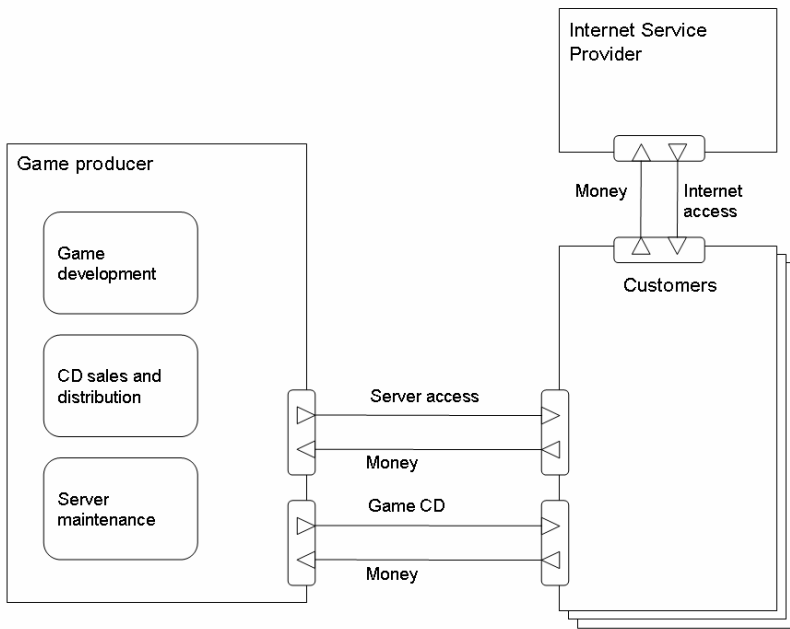 Internet Service
Provider
Money
Internet
access
Game producer
Game
development
CD sales and
distribution
Server
maintenance
Customers
Server access
Money
Game CD
Money